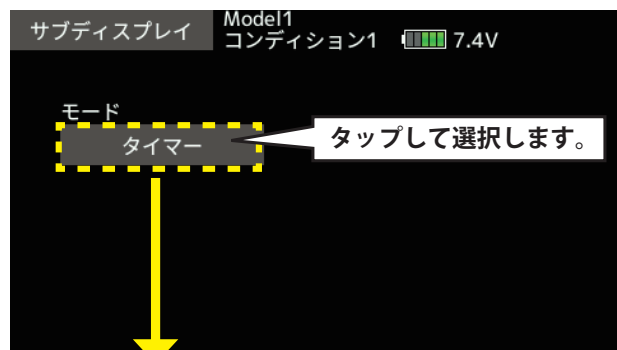 サブディスプレイ
Model1
コンディション1 7.4V
モード
タイマー
タップして選択します。